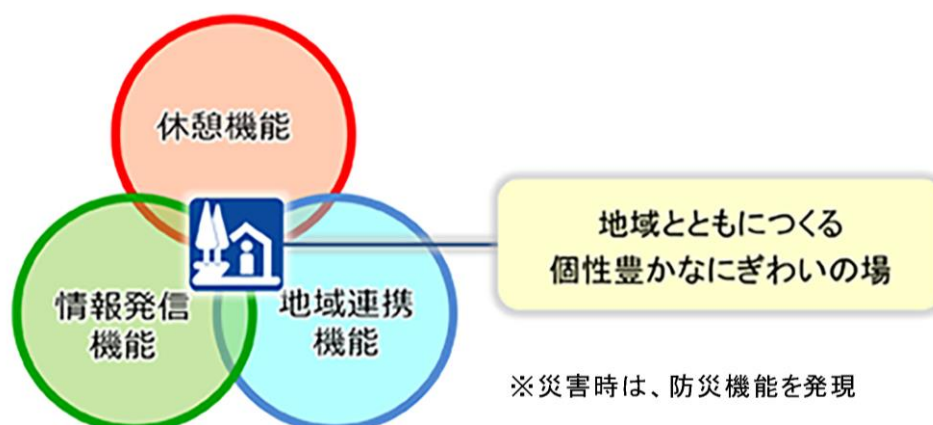 休憩機能
情報発信
機能
地域連携
機能
地域とともにつくる
個性豊かなにぎわいの場
※災害時は、防災機能を発現